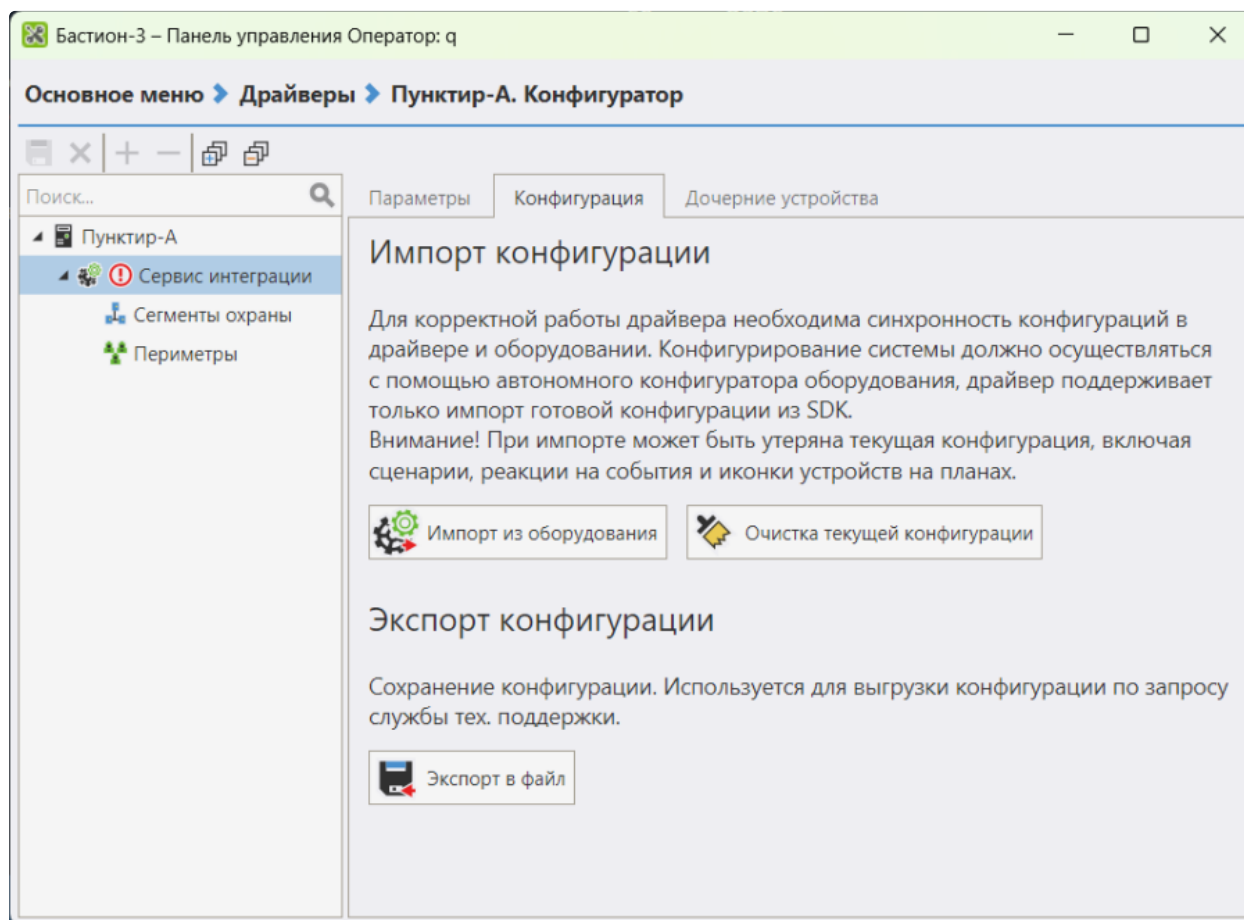 Бастион-3 – Панель управления Оператор: q
Основное меню Драйверы Пунктир-А. Конфигуратор
Поиск...
Параметры Конфигурация Дочерние устройства
Пунктир-А
Сервис интеграции
Сегменты охраны
Периметры
Импорт конфигурации
Для корректной работы драйвера необходима синхронность конфигураций в
драйвере и оборудовании. Конфигурирование системы должно осуществляться
с помощью автономного конфигуратора оборудования, драйвер поддерживает
только импорт готовой конфигурации из SDK.
Внимание! При импорте может быть утеряна текущая конфигурация, включая
сценарии, реакции на события и иконки устройств на планах.
Импорт из оборудования Очистка текущей конфигурации
Экспорт конфигурации
Сохранение конфигурации. Используется для выгрузки конфигурации по запросу
службы тех. поддержки.
Экспорт в файл